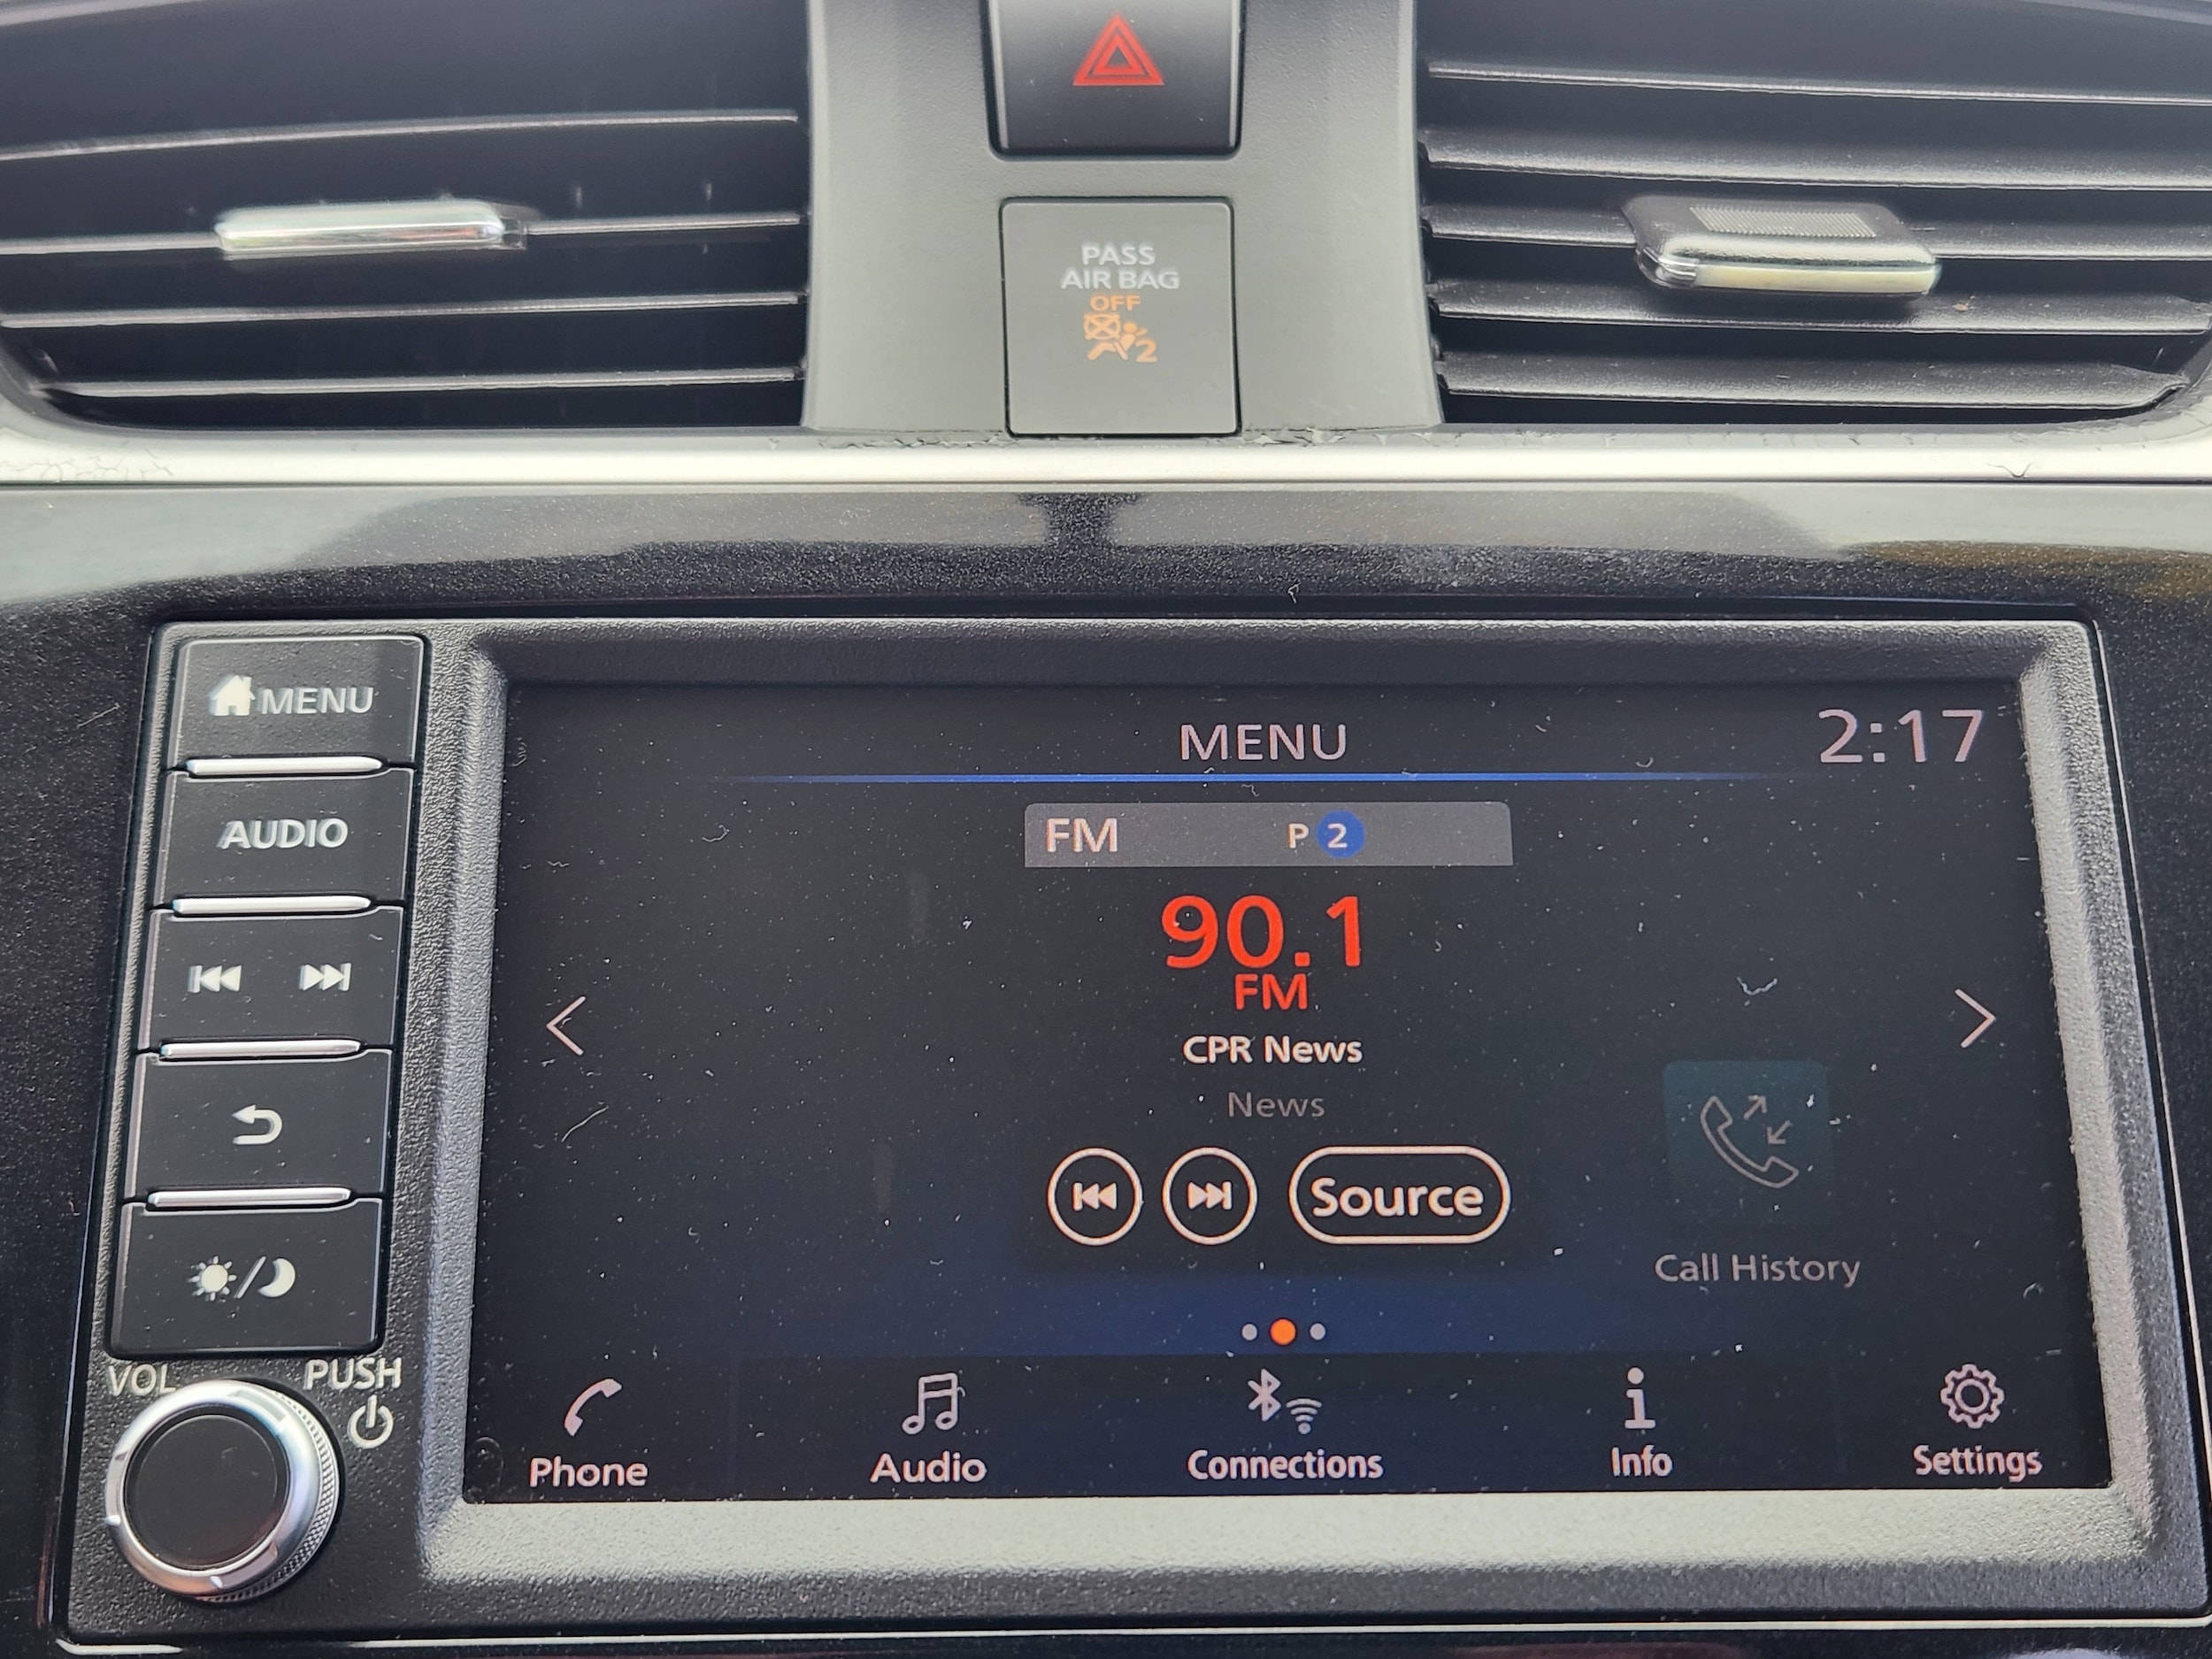 PASS
AIR BAG
OFF
2
MENU
AUDIO
VOL
PUSH
MENU
2:17
FM P 2
90.1
FM
CPR News
News
Source
Call History
Phone
Audio
Connections
Info
Settings